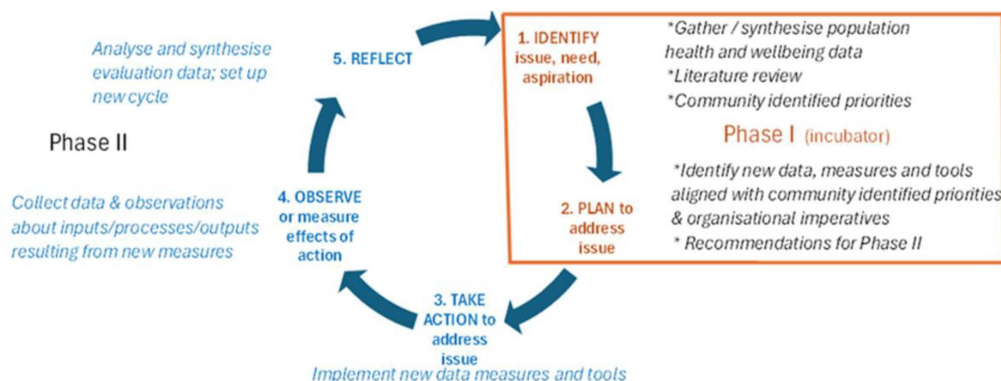 Analyse and synthesise
evaluation data; set up
new cycle
5. REFLECT
1. IDENTIFY
issue, need,
aspiration
*Gather / synthesise population
health and wellbeing data
*Literature review
*Community identified priorities
Phase I (incubator)
*Identify new data, measures and tools
aligned with community identified priorities
& organisational imperatives
* Recommendations for Phase II
2. PLAN to
address
issue
3. TAKE
ACTION to
address
issue
Implement new data measures and tools
4. OBSERVE
or measure
effects of
action
Collect data & observations
about inputs/processes/outputs
resulting from new measures
Phase II